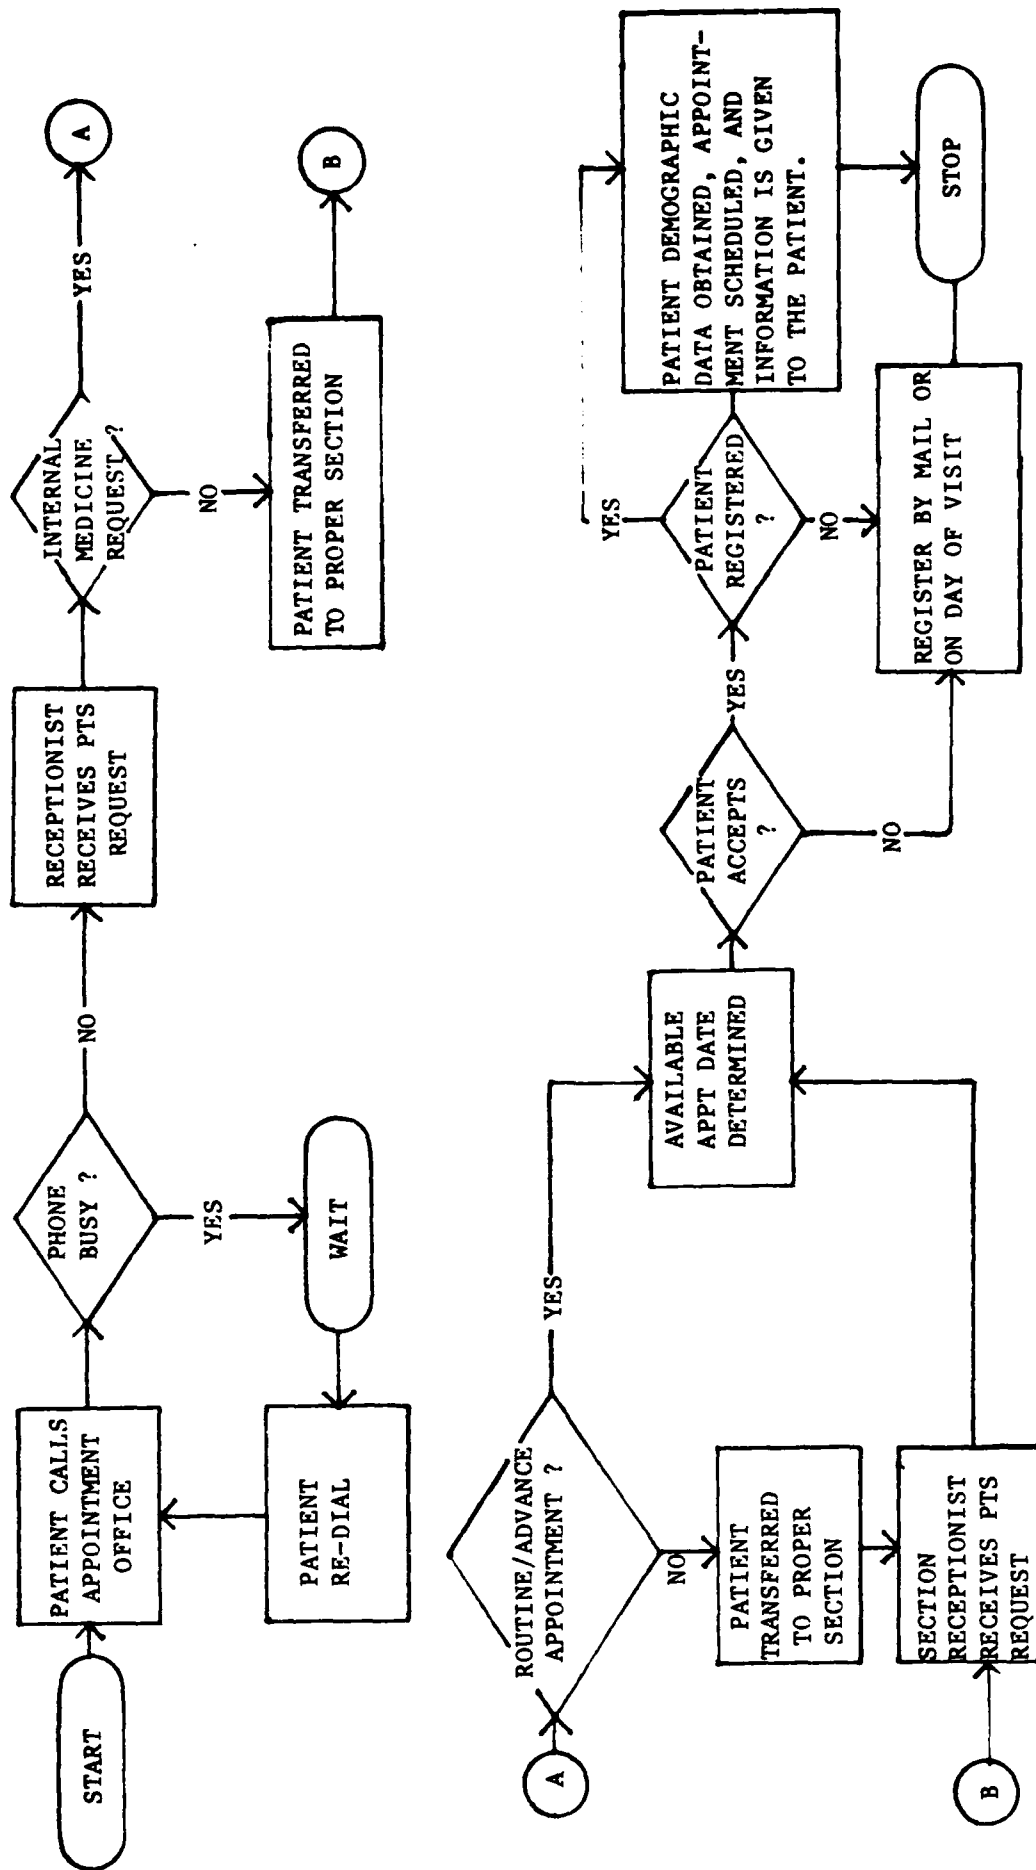 START
PATIENT CALLS
APPOINTMENT
OFFICE
PHONE
BUSY ?
NO
YES
WAIT
PATIENT
RE-DIAL
RECEPTIONIST
RECEIVES PTS
REQUEST
INTERNAL
MEDICINE
REQUEST ?
YES
A
NO
PATIENT TRANSFERRED
TO PROPER SECTION
B
A
ROUTINE/ADVANCE
APPOINTMENT ?
YES
NO
PATIENT
TRANSFERRED
TO PROPER
SECTION
B
SECTION
RECEPTIONIST
RECEIVES PTS
REQUEST
AVAILABLE
APPT DATE
DETERMINED
PATIENT
ACCEPTS
?
YES
NO
PATIENT
REGISTERED
?
YES
NO
PATIENT DEMOGRAPHIC
DATA OBTAINED, APPOINT-
MENT SCHEDULED, AND
INFORMATION IS GIVEN
TO THE PATIENT.
REGISTER BY MAIL OR
ON DAY OF VISIT
STOP